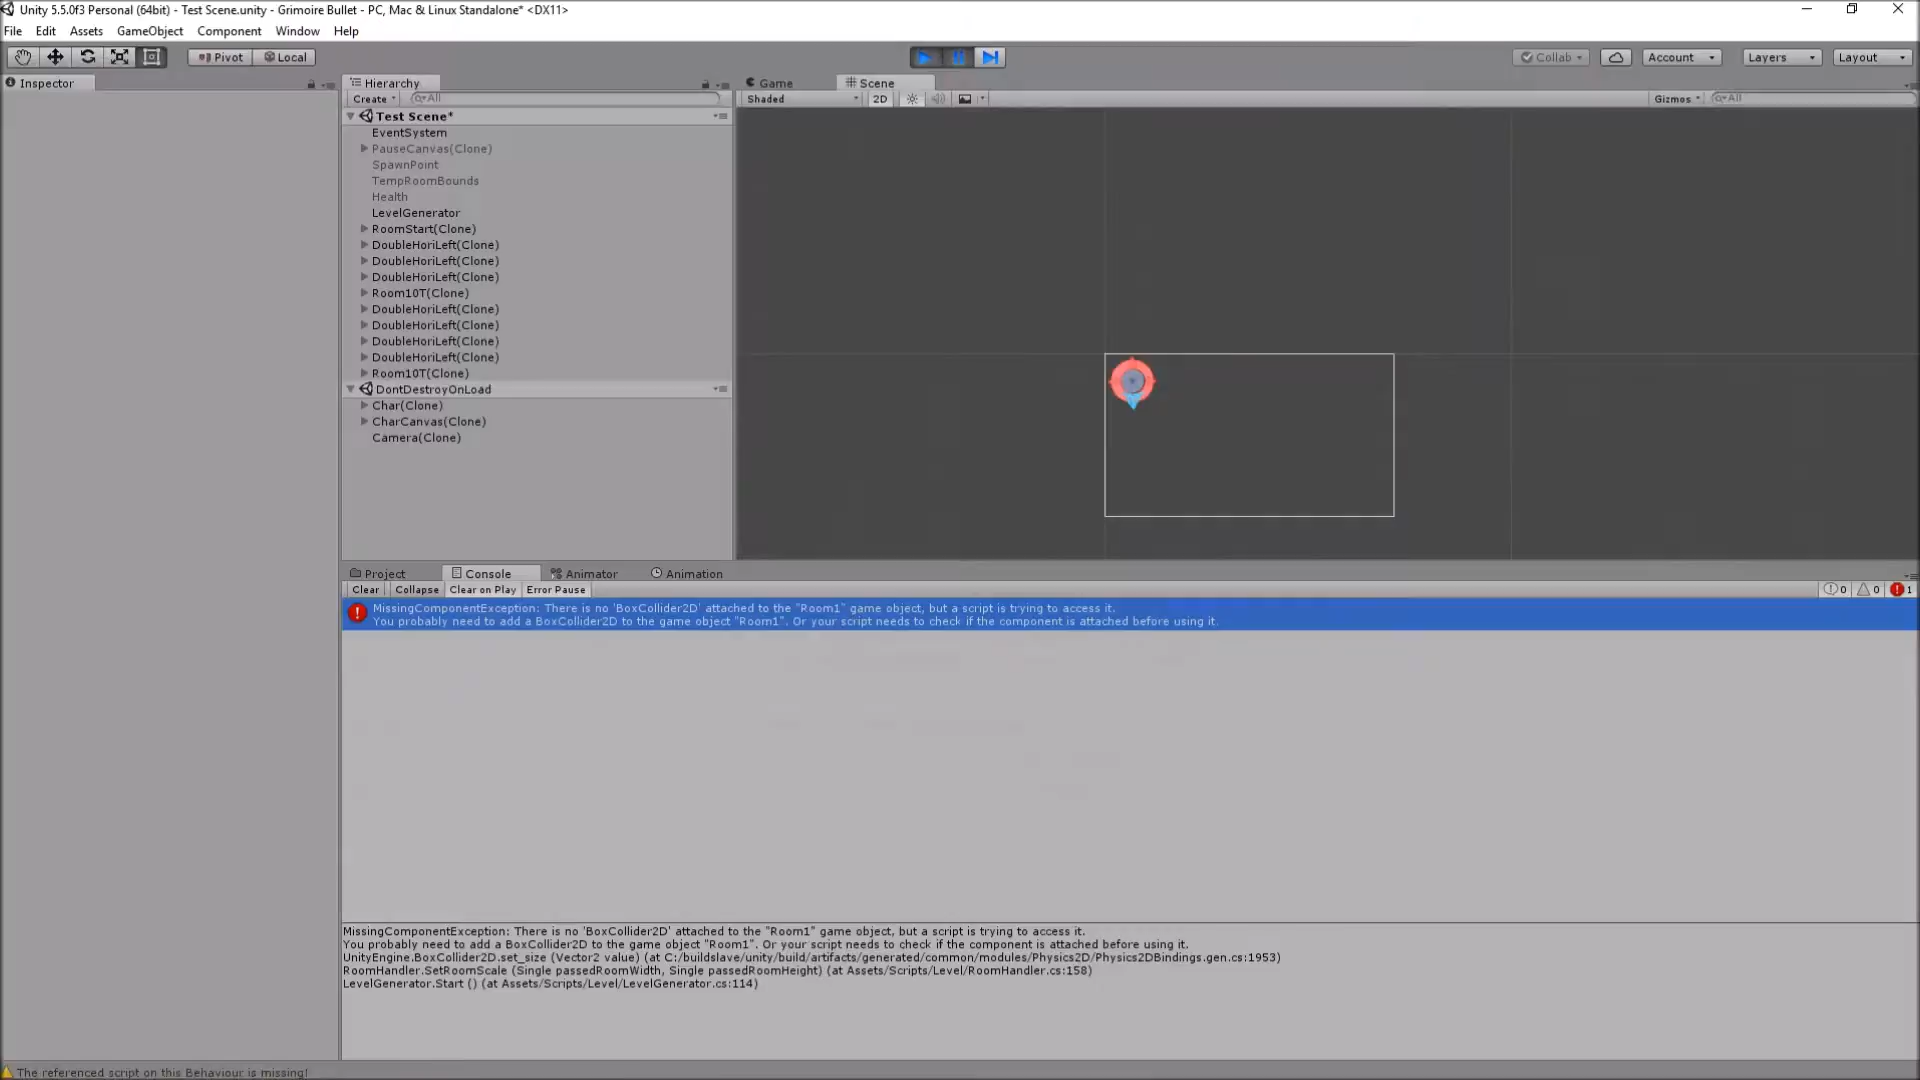 Unity 5.5.0f3 Personal (64bit) - Test Scene.unity - Grimoire Bullet - PC, Mac & Linux Standalone* <DX11>
File Edit Assets GameObject Component Window Help
Pivot Local Collab Account Layers Layout
Inspector
Hierarchy
Create All
Test Scene*
EventSystem
PauseCanvas(Clone)
SpawnPoint
TempRoomBounds
Health
LevelGenerator
RoomStart(Clone)
DoubleHoriLeft(Clone)
DoubleHoriLeft(Clone)
DoubleHoriLeft(Clone)
Room10T(Clone)
DoubleHoriLeft(Clone)
DoubleHoriLeft(Clone)
DoubleHoriLeft(Clone)
DoubleHoriLeft(Clone)
Room10T(Clone)
DontDestroyOnLoad
Char(Clone)
CharCanvas(Clone)
Camera(Clone)
Game Scene
Shaded 2D Gizmos All
Project Console Animator Animation
Clear Collapse Clear on Play Error Pause 0 0 1
MissingComponentException: There is no 'BoxCollider2D' attached to the "Room1" game object, but a script is trying to access it.
You probably need to add a BoxCollider2D to the game object "Room1". Or your script needs to check if the component is attached before using it.
MissingComponentException: There is no 'BoxCollider2D' attached to the "Room1" game object, but a script is trying to access it.
You probably need to add a BoxCollider2D to the game object "Room1". Or your script needs to check if the component is attached before using it.
UnityEngine.BoxCollider2D.set_size (Vector2 value) (at C:/buildslave/unity/build/artifacts/generated/common/modules/Physics2D/Physics2DBindings.gen.cs:1953)
RoomHandler.SetRoomScale (Single passedRoomWidth, Single passedRoomHeight) (at Assets/Scripts/Level/RoomHandler.cs:158)
LevelGenerator.Start () (at Assets/Scripts/Level/LevelGenerator.cs:114)
The referenced script on this Behaviour is missing!